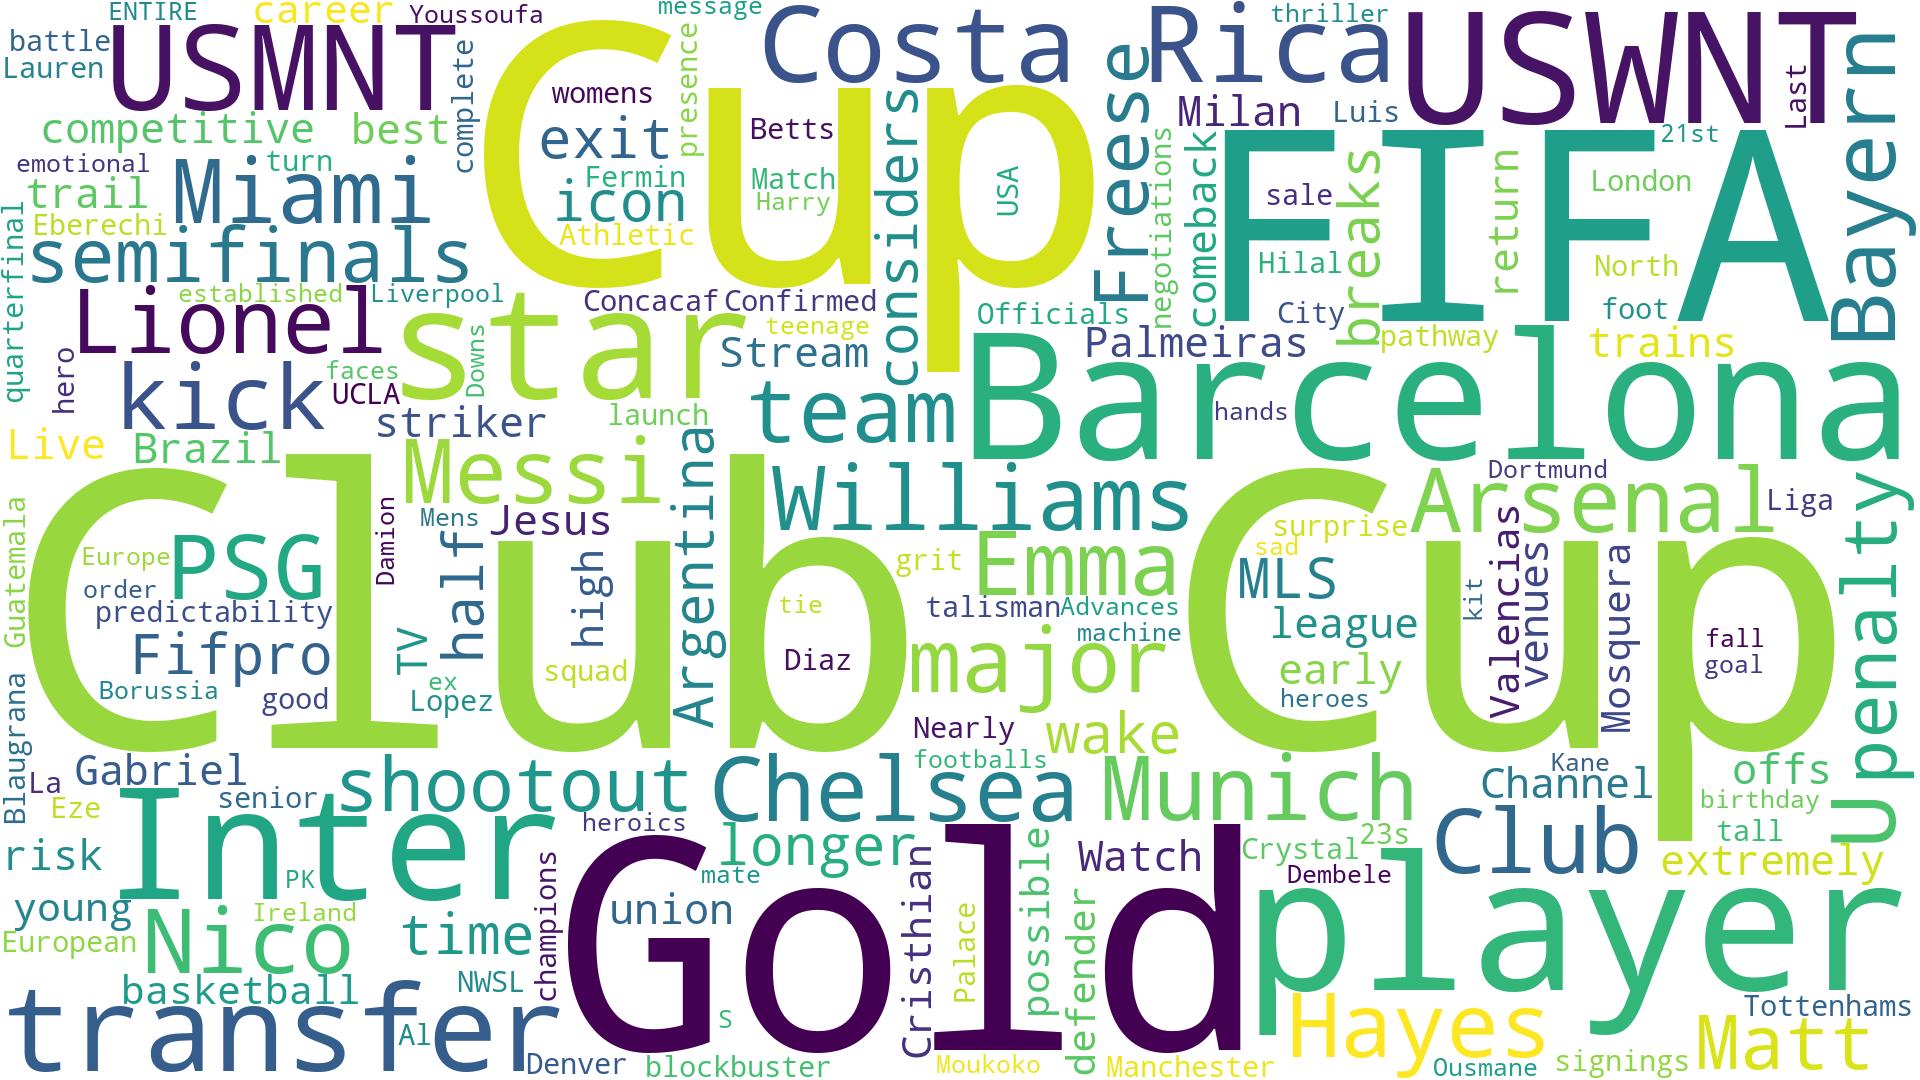 ENTIRE
career
Youssoufa
message
Costa
Rica
thriller
USWNT
battle
Lauren
USMNT
complete
Cup
womens
presence
Betts
considers
Freese
Milan
Luis
Last
Bayern
competitive
best
exit
emotional
turn
Fermin
Match
USA
negotiations
comeback
FIFA
21st
trail
Miami
icon
Harry
sale
breaks
return
London
Eberechi
Athletic
quarterfinal
semifinals
Hilal
North
established
Liverpool
Concacaf
Confirmed
Officials
City
foot
Lionel
star
teenage
Palmeiras
pathway
trains
hero
kick
faces
Downs
Stream
UCLA
striker
launch
team
Barcelona
hands
Live
Brazil
Messi
Argentina
Williams
Dortmund
Arsenal
Liga
Upenalty
Guatemala
Club Cup
Damion
Mens
Jesus
surprise
Europe
PSG
half
high
grit
Emma
sad
MLS
Valencias
venues
Mosquera
order
predictability
tie
talisman
Advances
kit
Fifpro
TV
machine
league
squad
Diaz
major
early
fall
goal
Borussia
good
ex
Lopez
heroes
Blaugrana
Nearly
wake
footballs
La
Gabriel
shootout
Chelsea
Munich
Kane
Channel
offs
Eze
senior
birthday
Inter
heroics
Gold
longer
Watch
Crystal
23s
Club
tall
risk
PK
champions
mate
Cristhian
possible
Dembele
player
extremely
young
Ireland
union
Palace
defender
European
Nico
time
basketball
NWSL
transfer
Al
S
Hayes
Tottenhams
Matt
Denver
blockbuster
Moukoko
Manchester
Ousmane
signings